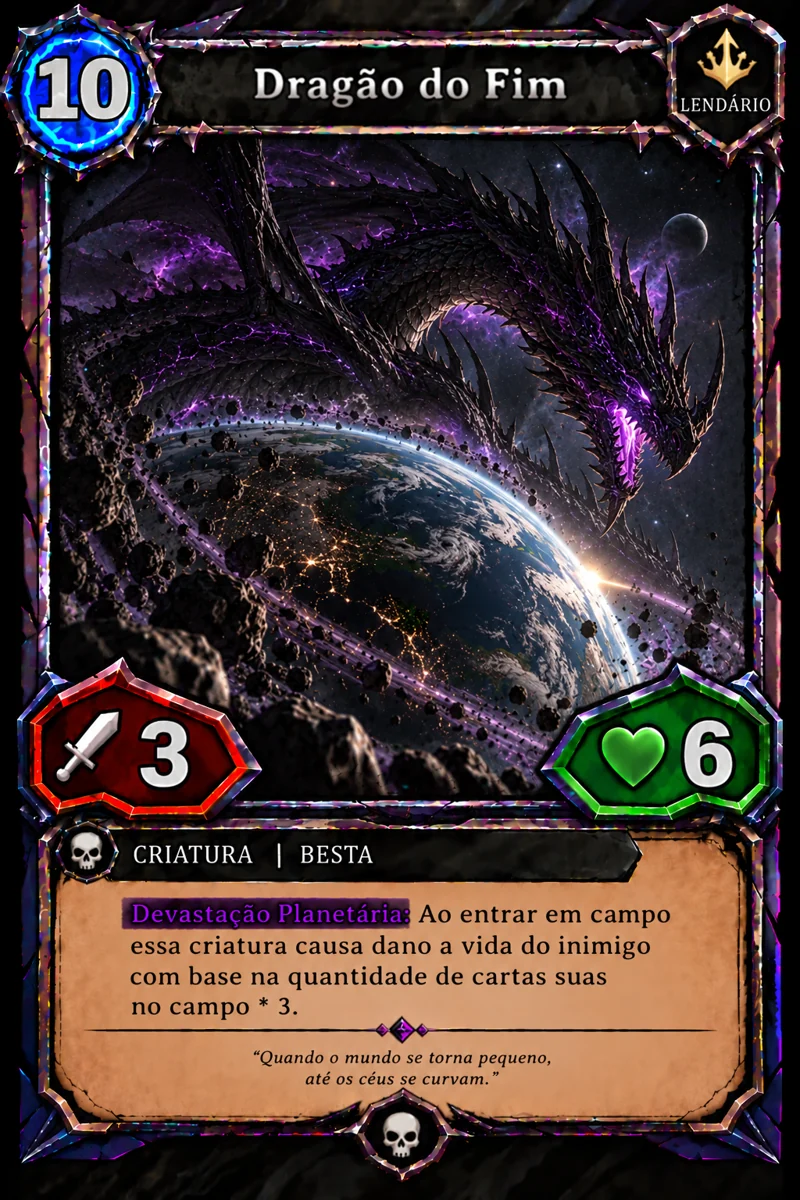 10
Dragão do Fim
LENDÁRIO
3
6
CRIATURA | BESTA
Devastação Planetária: Ao entrar em campo
essa criatura causa dano a vida do inimigo
com base na quantidade de cartas suas
no campo * 3.
“Quando o mundo se torna pequeno,
até os céus se curvam.”